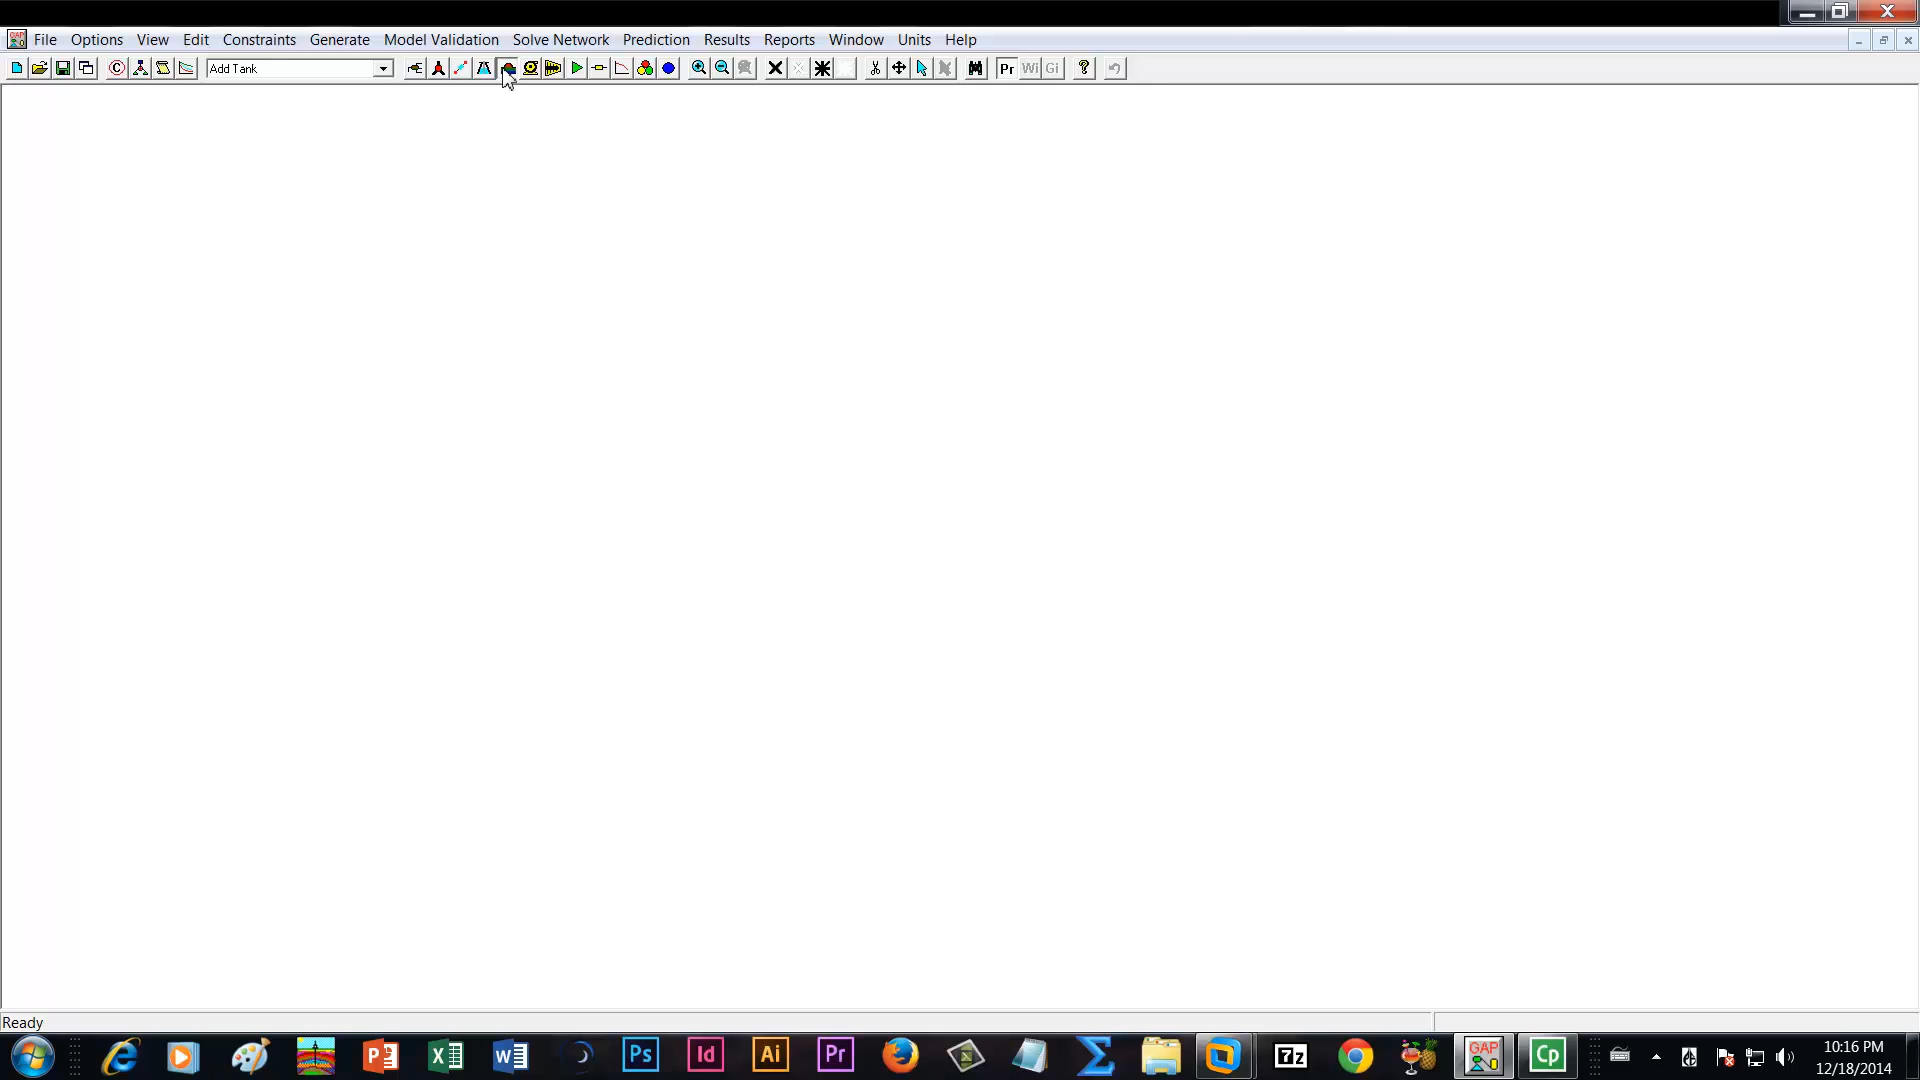 File Options View Edit Constraints Generate Model Validation Solve Network Prediction Results Reports Window Units Help
Add Tank Pr Wi Gi ?
Ready
10:16 PM
12/18/2014
GAP
Ps Id Ai Pr 7z Cp